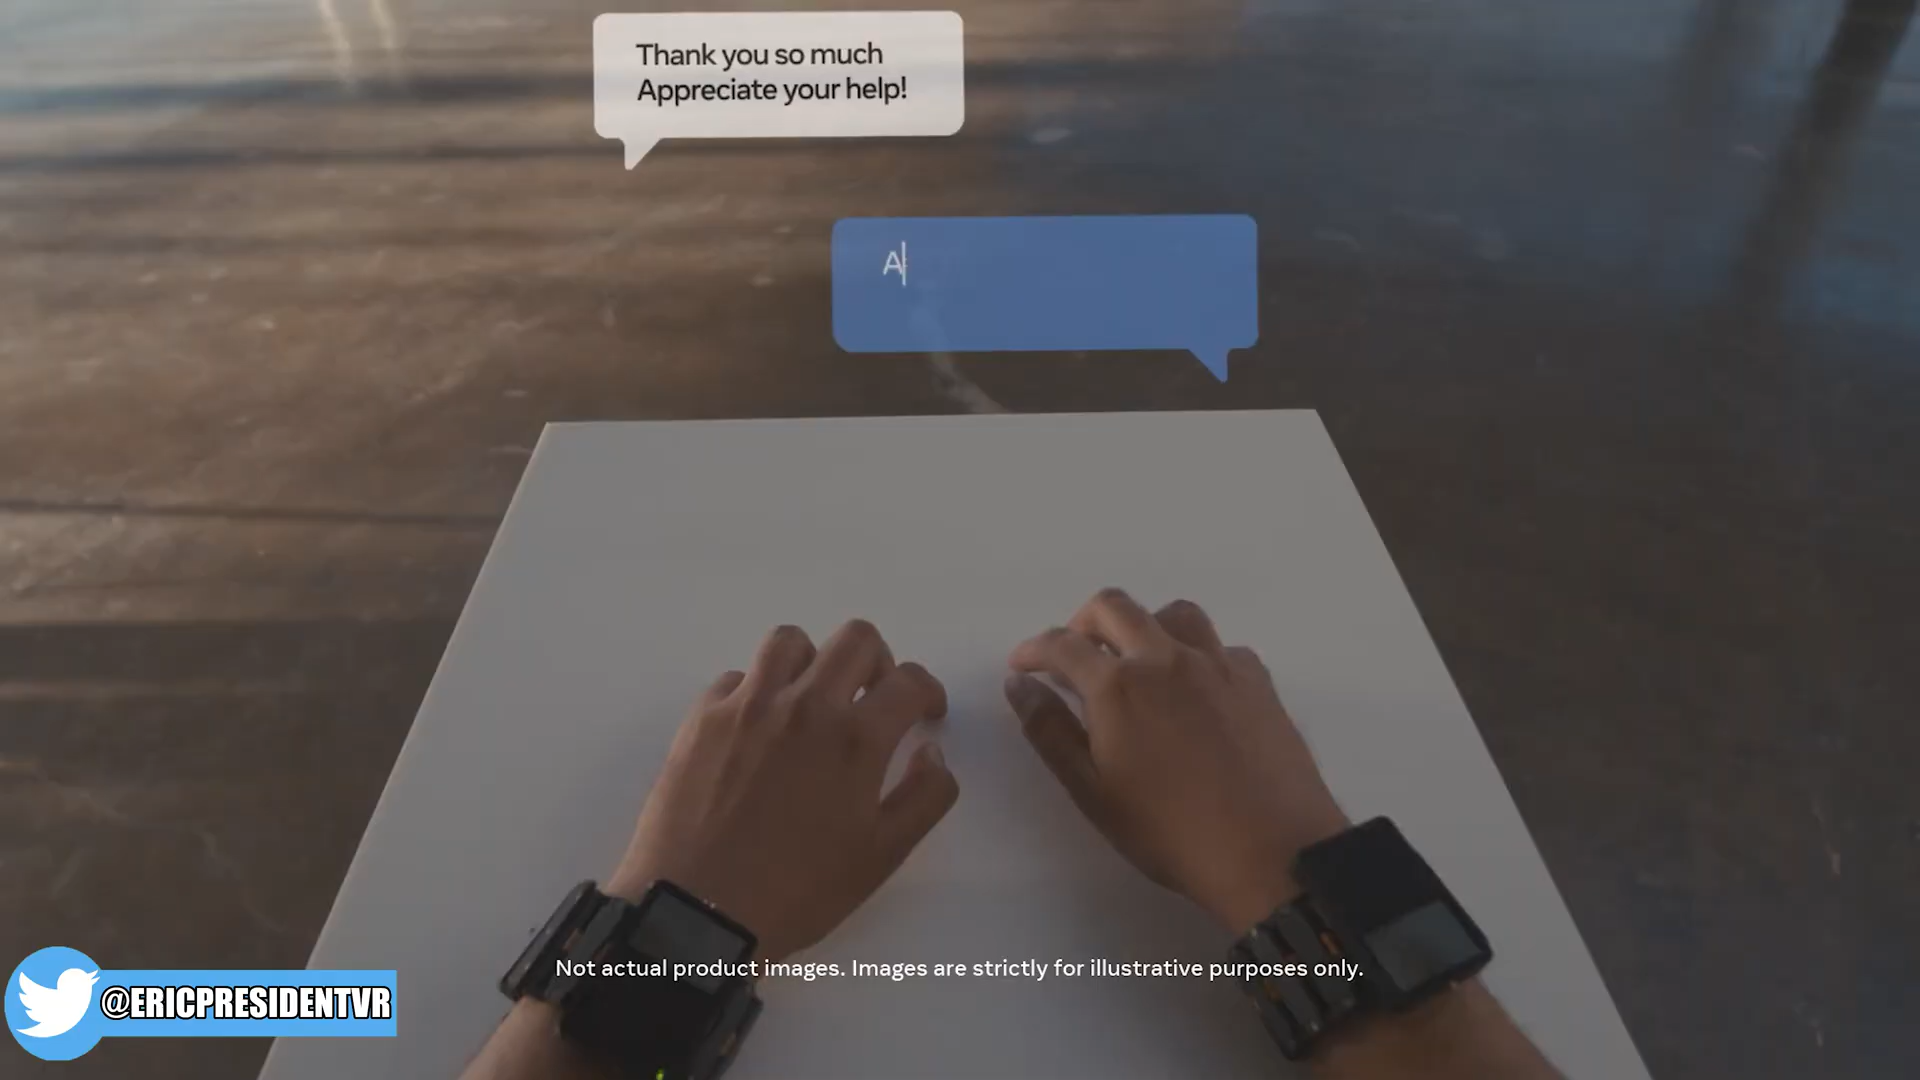 Thank you so much
Appreciate your help!
A
Not actual product images. Images are strictly for illustrative purposes only.
@ERICPRESIDENTVR